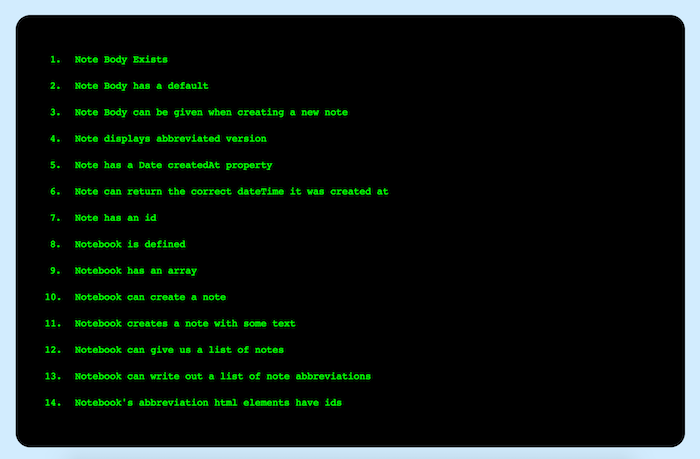 1. Note Body Exists
2. Note Body has a default
3. Note Body can be given when creating a new note
4. Note displays abbreviated version
5. Note has a Date createdAt property
6. Note can return the correct dateTime it was created at
7. Note has an id
8. Notebook is defined
9. Notebook has an array
10. Notebook can create a note
11. Notebook creates a note with some text
12. Notebook can give us a list of notes
13. Notebook can write out a list of note abbreviations
14. Notebook's abbreviation html elements have ids